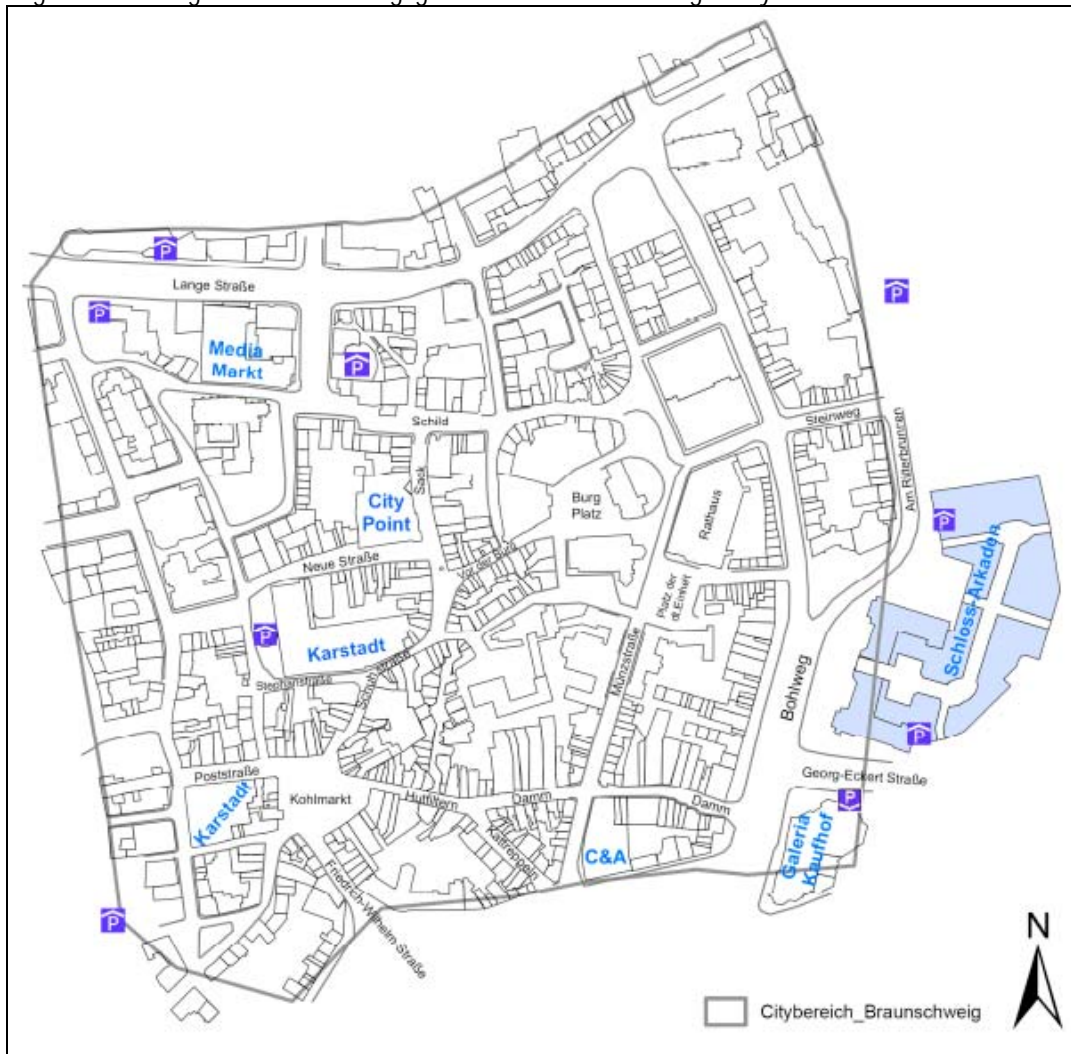 Lange Straße
P
P
P
P
Media
Markt
Schild
Steinweg
Am Ritterbrunnen
Sack
City
Point
Burg
Platz
Rathaus
P
Neue Straße
Vor der Burg
Platz der
dt.Einheit
Schloss-Arkaden
P
Karstadt
Stephanstraße
Schuhstraße
Münzstraße
Bohlweg
P
Poststraße
Georg-Eckert Straße
Karstadt
Kohlmarkt
Hutfiltern
Damm
Damm
P
Kattreppeln
C&A
Galeria
Kaufhof
Friedrich-Wilhelm-Straße
P
N
Citybereich_Braunschweig